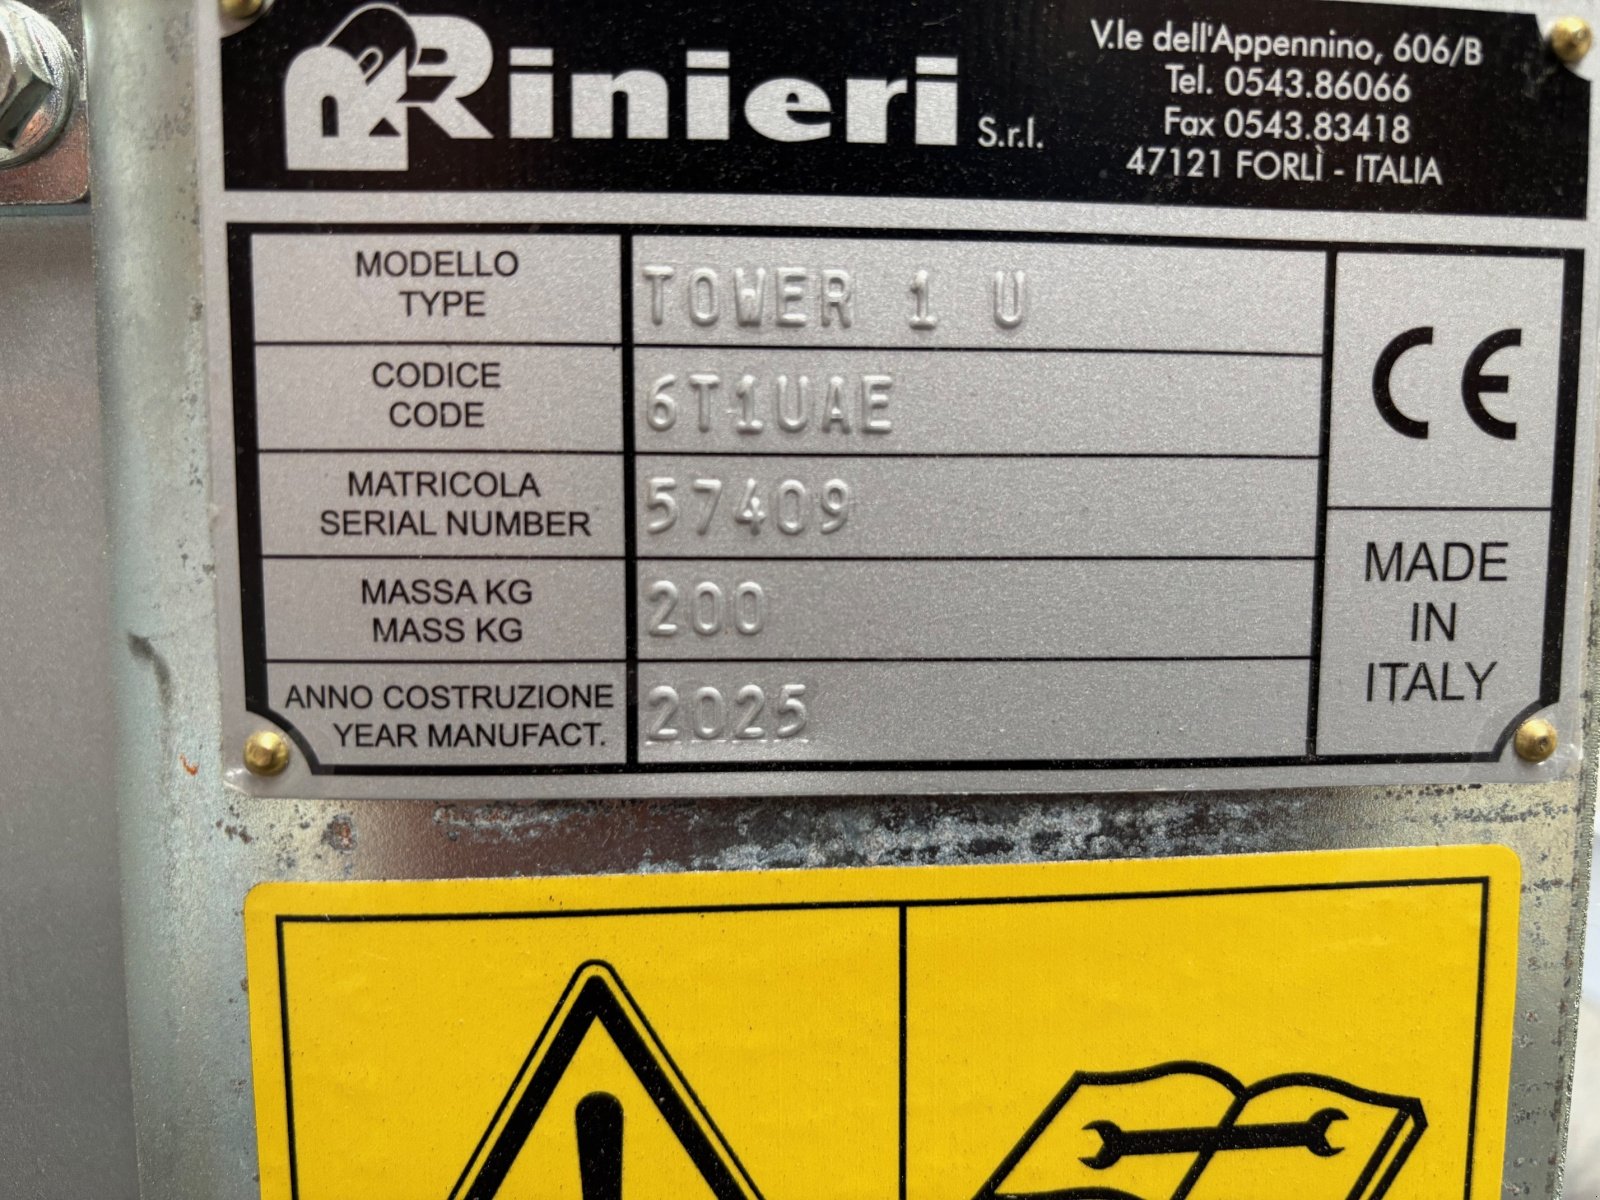 Rinieri S.r.l.
V.le dell'Appennino, 606/B
Tel. 0543.86066
Fax 0543.83418
47121 FORLÌ - ITALIA
MODELLO
TYPE
TOWER 1 U
CODICE
CODE
6T1UAE
MATRICOLA
SERIAL NUMBER
57409
MASSA KG
MASS KG
200
ANNO COSTRUZIONE
YEAR MANUFACT.
2025
CE
MADE
IN
ITALY